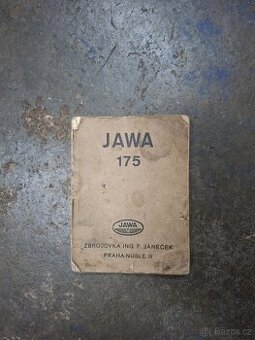 JAWA
175
JAWA
ZBROJOVKA ING. F. JANEČEK
PRAHA-NUSLE II
Bazos.cz